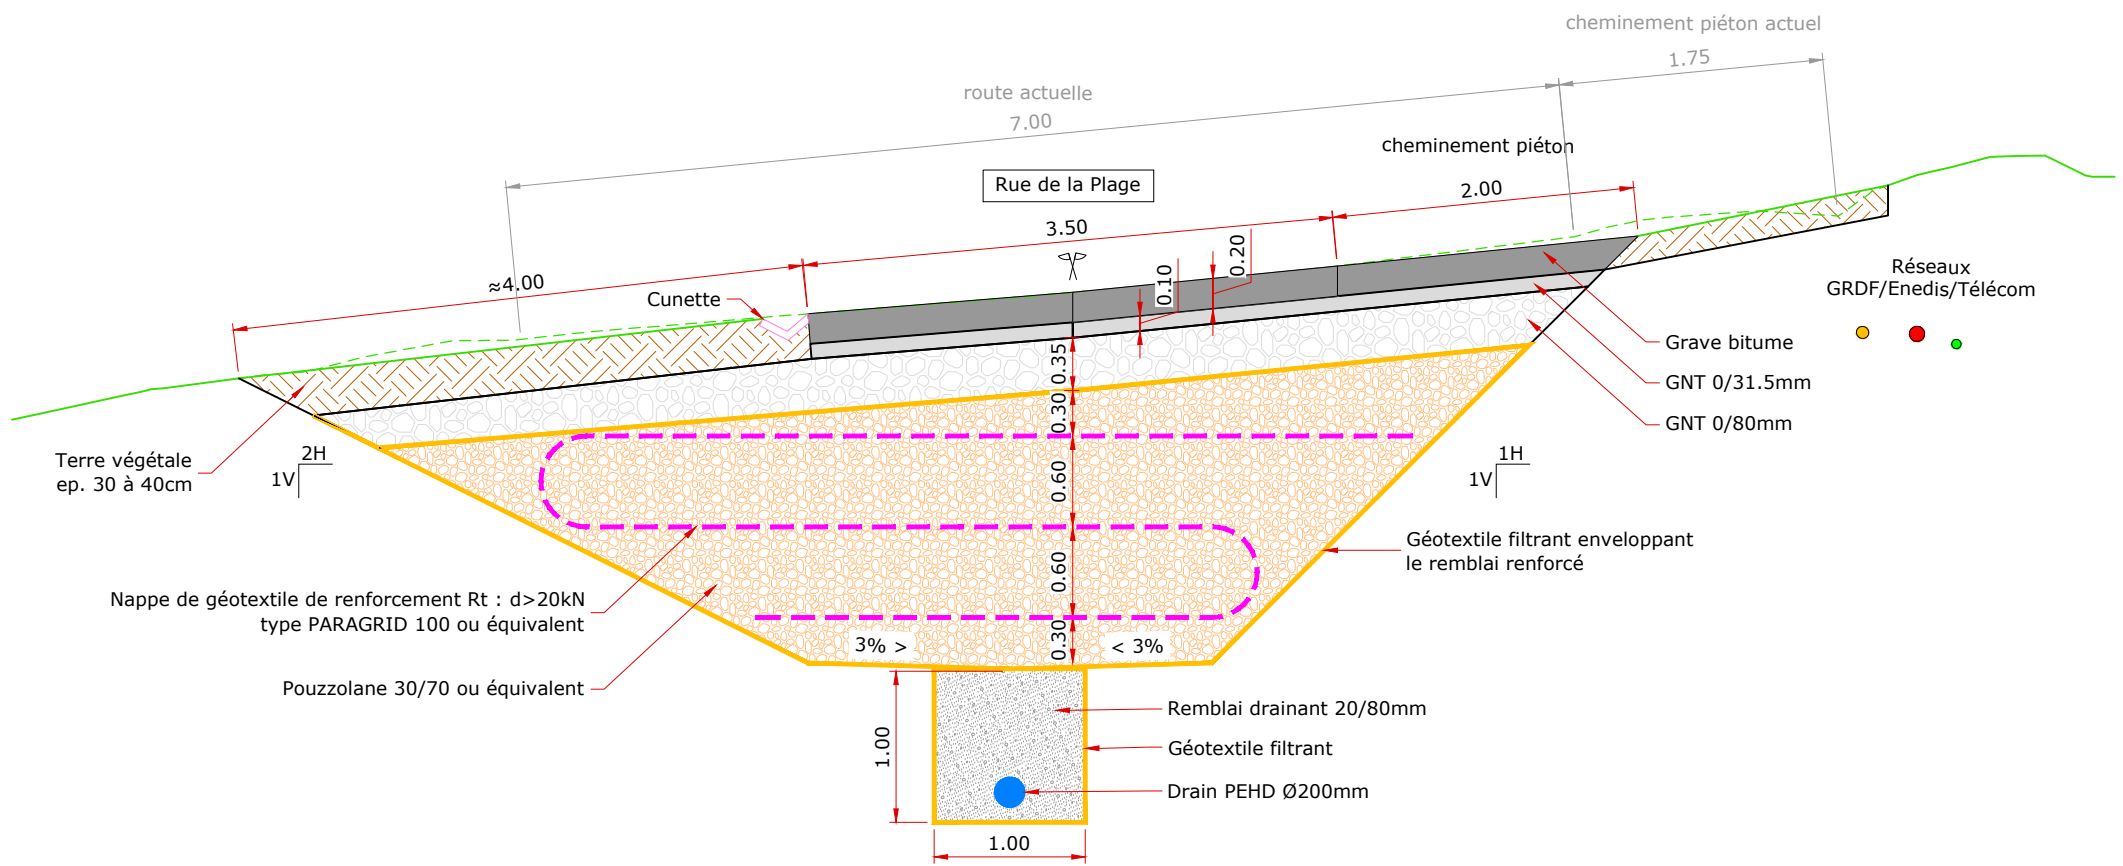 cheminement piéton actuel
1.75
route actuelle
7.00
cheminement piéton
Rue de la Plage
2.00
3.50
≈4.00
Cunette
0.10
0.20
Réseaux
GRDF/Enedis/Télécom
Grave bitume
GNT 0/31.5mm
GNT 0/80mm
0.35
0.30
0.60
0.60
0.30
Terre végétale
ep. 30 à 40cm
2H
1V
1H
1V
Géotextile filtrant enveloppant
le remblai renforcé
Nappe de géotextile de renforcement Rt : d>20kN
type PARAGRID 100 ou équivalent
3% >
< 3%
Pouzzolane 30/70 ou équivalent
Remblai drainant 20/80mm
Géotextile filtrant
Drain PEHD Ø200mm
1.00
1.00